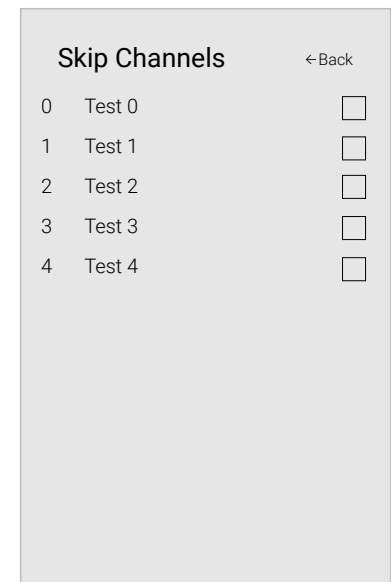 Skip Channels ←Back
0 Test 0
1 Test 1
2 Test 2
3 Test 3
4 Test 4